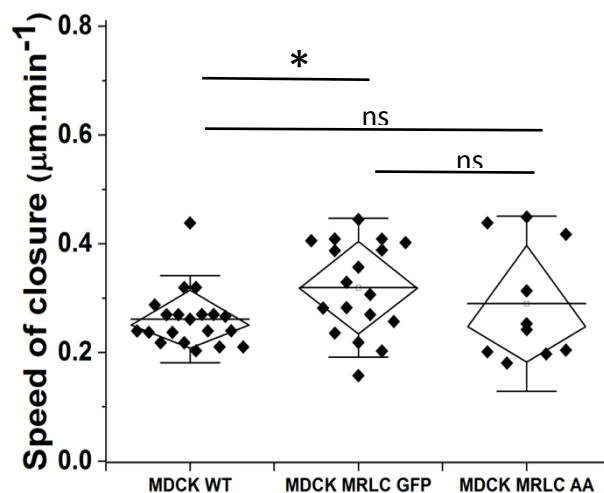 Speed of closure (μm.min⁻¹)
0.8
0.6
0.4
0.2
0.0
*
ns
ns
MDCK WT
MDCK MRLC GFP
MDCK MRLC AA